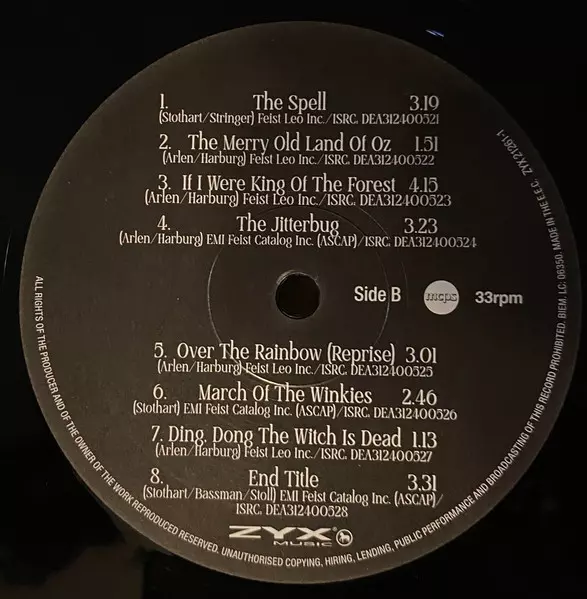 1. The Spell 3.19
(Stothart/Stringer) Feist Leo Inc./ISRC. DEA312400521
2. The Merry Old Land Of Oz 1.51
(Arlen/Harburg) Feist Leo Inc./ISRC. DEA312400522
3. If I Were King Of The Forest 4.15
(Arlen/Harburg) Feist Leo Inc./ISRC. DEA312400523
4. The Jitterbug 3.23
(Arlen/Harburg) EMI Feist Catalog Inc. (ASCAP)/ISRC. DEA312400524
Side B
mcps
33rpm
5. Over The Rainbow (Reprise) 3.01
(Arlen/Harburg) Feist Leo Inc./ISRC. DEA312400525
6. March Of The Winkies 2.46
(Stothart) EMI Feist Catalog Inc. (ASCAP)/ISRC. DEA312400526
7. Ding, Dong The Witch Is Dead 1.13
(Arlen/Harburg) Feist Leo Inc./ISRC. DEA312400527
8. End Title 3.31
(Stothart/Bassman/Stoll) EMI Feist Catalog Inc. (ASCAP)/
ISRC. DEA312400528
ZYX®
MUSIC
ALL RIGHTS OF THE PRODUCER AND OF THE OWNER OF THE WORK REPRODUCED RESERVED. UNAUTHORISED COPYING, HIRING, LENDING, PUBLIC PERFORMANCE AND BROADCASTING OF THIS RECORD PROHIBITED. BIEM. LC: 06350. MADE IN THE E.E.C. ZYX 21261-1